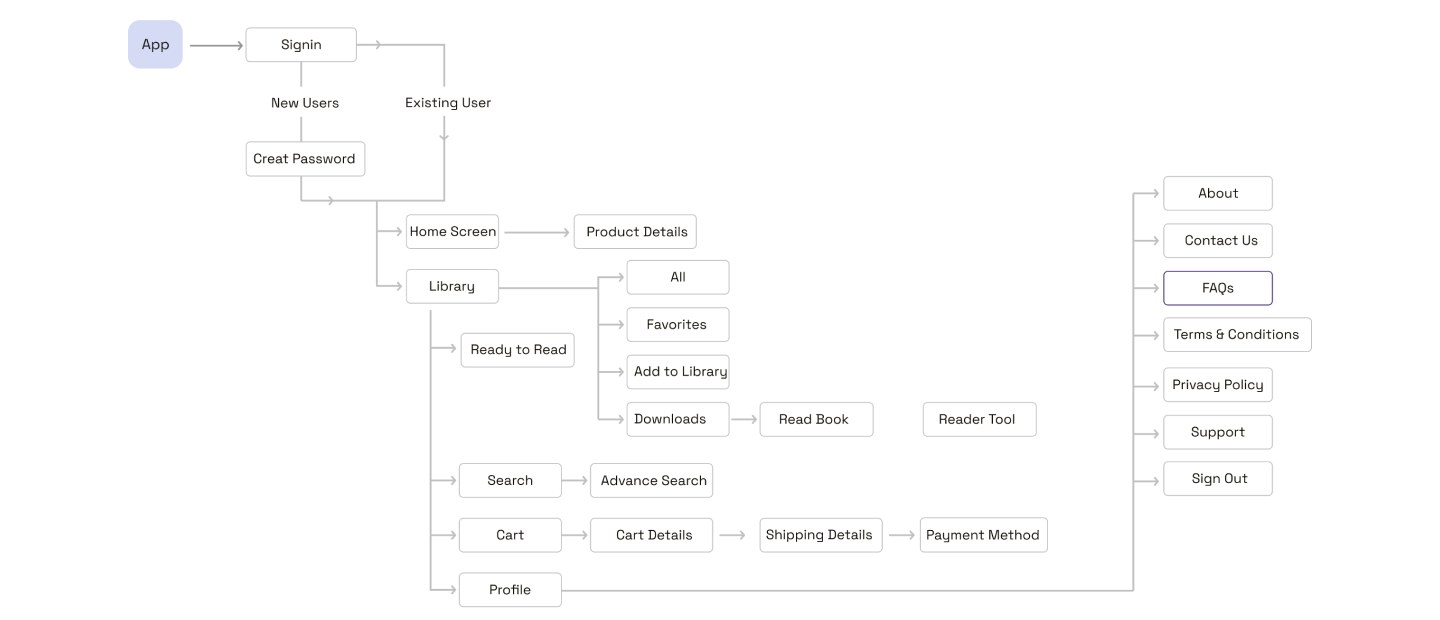 App
Signin
New Users
Existing User
Creat Password
Home Screen
Product Details
Library
All
Favorites
Ready to Read
Add to Library
Downloads
Read Book
Reader Tool
Search
Advance Search
Cart
Cart Details
Shipping Details
Payment Method
Profile
About
Contact Us
FAQs
Terms & Conditions
Privacy Policy
Support
Sign Out